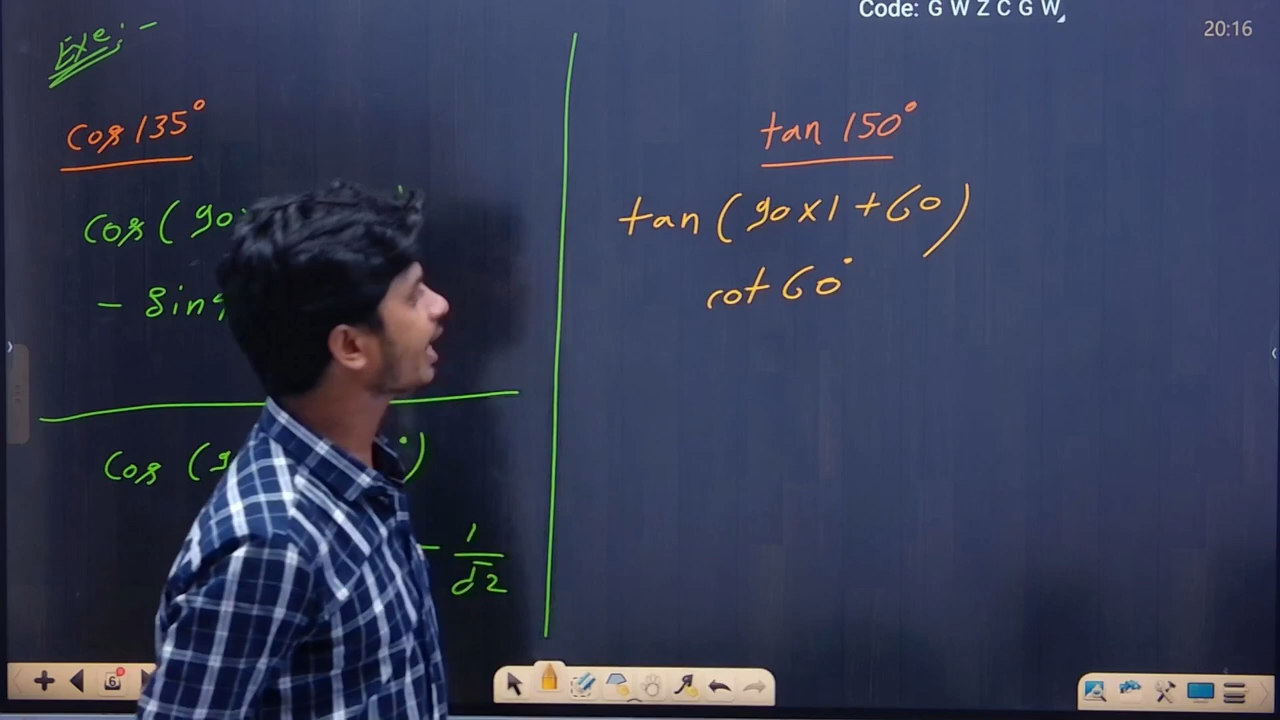 Code: G W Z C G W
20:16
Exe:-
cos 135°
cos ( 90
- sin
cos (
)
- 1/√2
tan 150°
tan ( 90 x 1 + 60 )
cot 60°
6